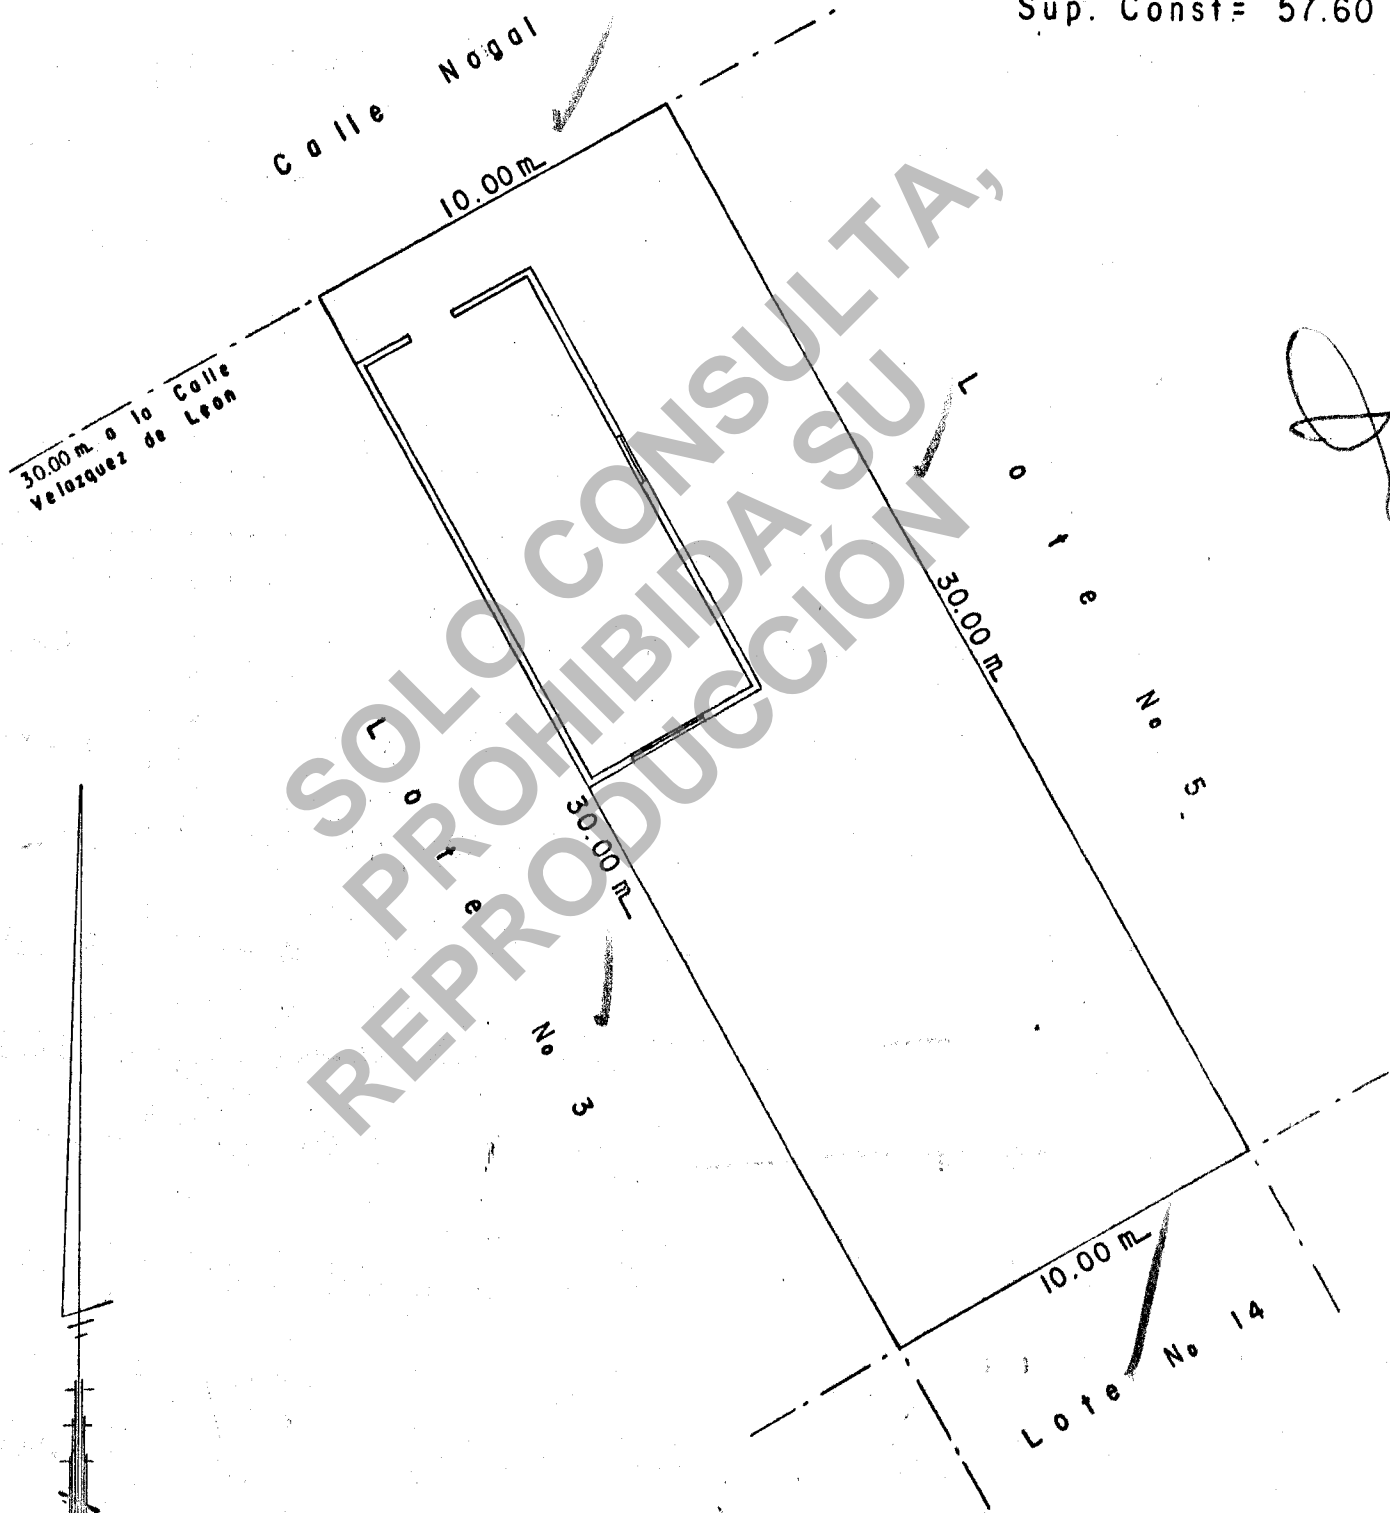 Sup. Const= 57.60
Calle Nogal
10.00 m
30.00 m a la Calle
Velazquez de León
Lote No 5
30.00 m
Lote No 3
30.00 m
10.00 m
Lote No 14
SOLO CONSULTA,
PROHIBIDA SU
REPRODUCCIÓN